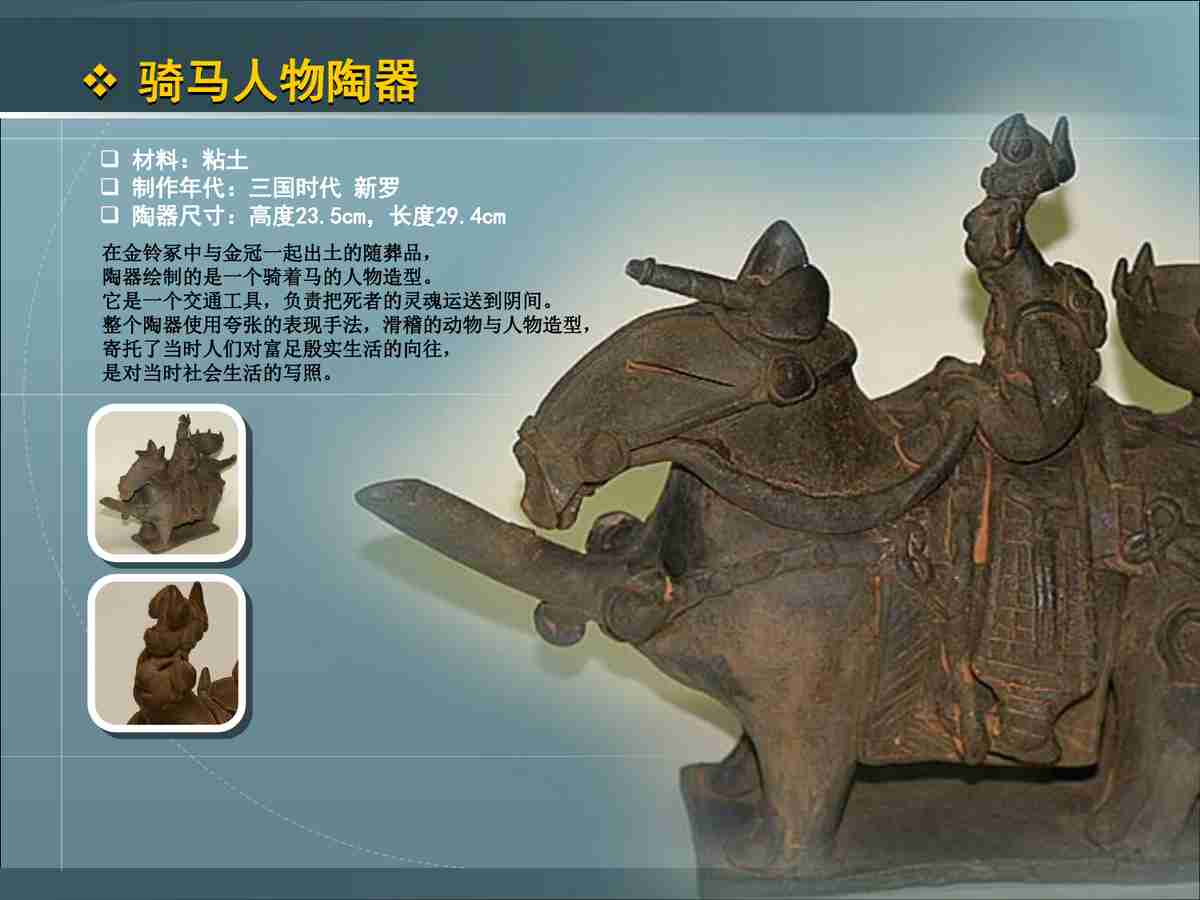 骑马人物陶器
材料：粘土
制作年代：三国时代 新罗
陶器尺寸：高度23.5cm，长度29.4cm
在金铃冢中与金冠一起出土的随葬品，
陶器绘制的是一个骑着马的人物造型。
它是一个交通工具，负责把死者的灵魂运送到阴间。
整个陶器使用夸张的表现手法，滑稽的动物与人物造型，
寄托了当时人们对富足殷实生活的向往，
是对当时社会生活的写照。